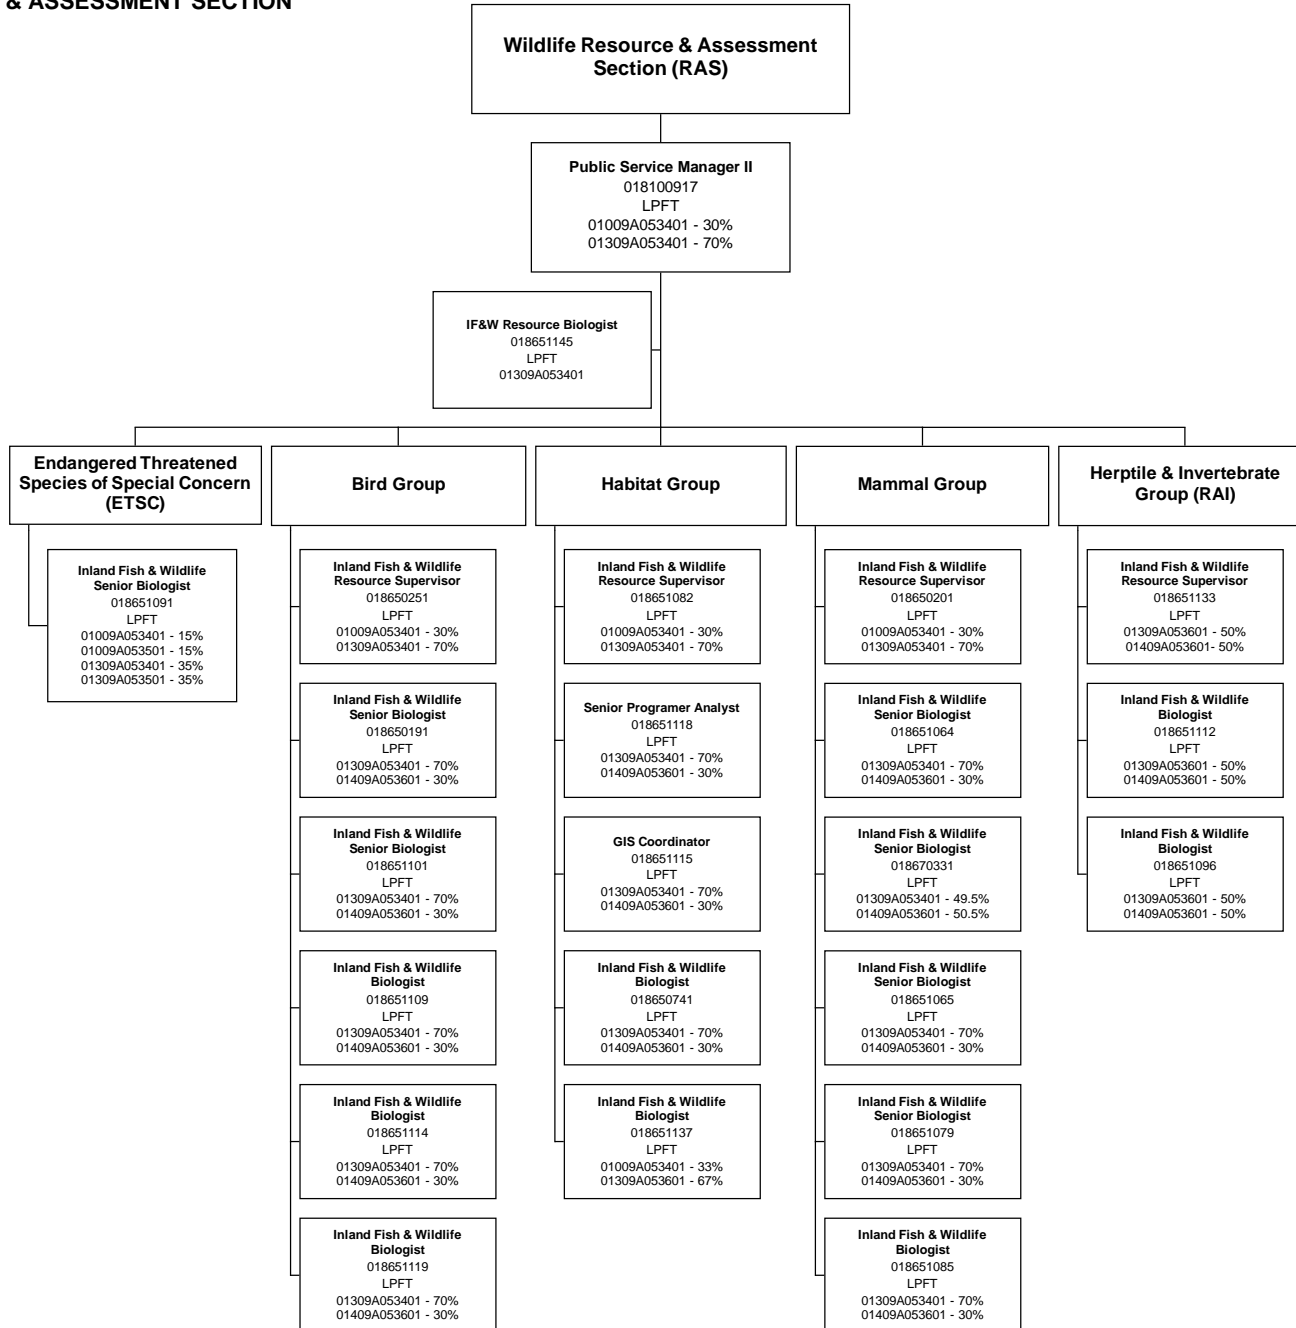 & ASSESSMENT SECTION
Wildlife Resource & Assessment
Section (RAS)
Public Service Manager II
018100917
LPFT
01009A053401 - 30%
01309A053401 - 70%
IF&W Resource Biologist
018651145
LPFT
01309A053401
Endangered Threatened
Species of Special Concern
(ETSC)
Inland Fish & Wildlife
Senior Biologist
018651091
LPFT
01009A053401 - 15%
01009A053501 - 15%
01309A053401 - 35%
01309A053501 - 35%
Bird Group
Inland Fish & Wildlife
Resource Supervisor
018650251
LPFT
01009A053401 - 30%
01309A053401 - 70%
Inland Fish & Wildlife
Senior Biologist
018650191
LPFT
01309A053401 - 70%
01409A053601 - 30%
Inland Fish & Wildlife
Senior Biologist
018651101
LPFT
01309A053401 - 70%
01409A053601 - 30%
Inland Fish & Wildlife
Biologist
018651109
LPFT
01309A053401 - 70%
01409A053601 - 30%
Inland Fish & Wildlife
Biologist
018651114
LPFT
01309A053401 - 70%
01409A053601 - 30%
Inland Fish & Wildlife
Biologist
018651119
LPFT
01309A053401 - 70%
01409A053601 - 30%
Habitat Group
Inland Fish & Wildlife
Resource Supervisor
018651082
LPFT
01009A053401 - 30%
01309A053401 - 70%
Senior Programer Analyst
018651118
LPFT
01309A053401 - 70%
01409A053601 - 30%
GIS Coordinator
018651115
LPFT
01309A053401 - 70%
01409A053601 - 30%
Inland Fish & Wildlife
Biologist
018650741
LPFT
01309A053401 - 70%
01409A053601 - 30%
Inland Fish & Wildlife
Biologist
018651137
LPFT
01009A053401 - 33%
01309A053601 - 67%
Mammal Group
Inland Fish & Wildlife
Resource Supervisor
018650201
LPFT
01009A053401 - 30%
01309A053401 - 70%
Inland Fish & Wildlife
Senior Biologist
018651064
LPFT
01309A053401 - 70%
01409A053601 - 30%
Inland Fish & Wildlife
Senior Biologist
018670331
LPFT
01309A053401 - 49.5%
01409A053601 - 50.5%
Inland Fish & Wildlife
Senior Biologist
018651065
LPFT
01309A053401 - 70%
01409A053601 - 30%
Inland Fish & Wildlife
Senior Biologist
018651079
LPFT
01309A053401 - 70%
01409A053601 - 30%
Inland Fish & Wildlife
Biologist
018651085
LPFT
01309A053401 - 70%
01409A053601 - 30%
Herptile & Invertebrate
Group (RAI)
Inland Fish & Wildlife
Resource Supervisor
018651133
LPFT
01309A053601 - 50%
01409A053601- 50%
Inland Fish & Wildlife
Biologist
018651112
LPFT
01309A053601 - 50%
01409A053601 - 50%
Inland Fish & Wildlife
Biologist
018651096
LPFT
01309A053601 - 50%
01409A053601 - 50%